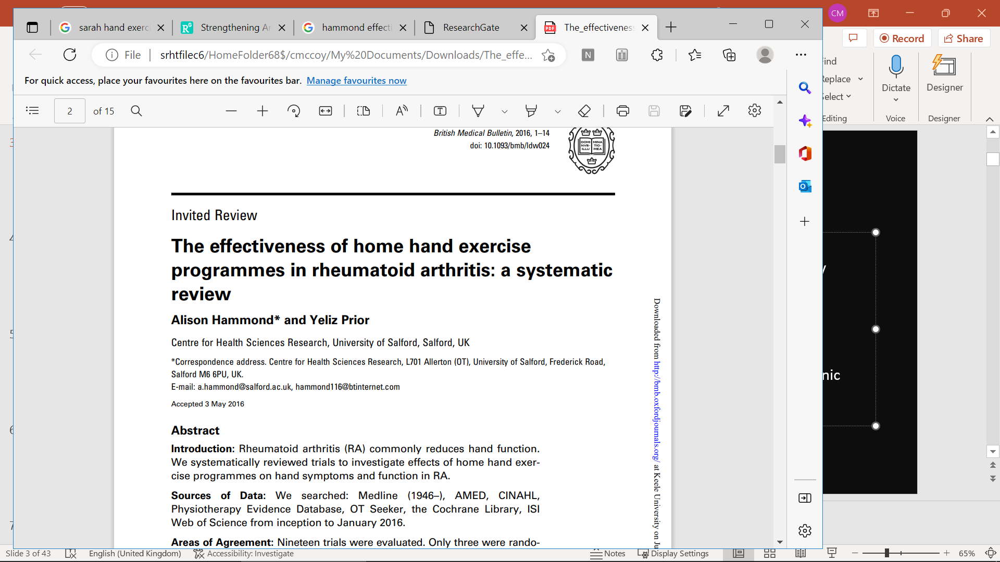 CM
sarah hand exerci
Strengthening Ar
hammond effecti
ResearchGate
The_effectiveness
Record
Share
File
srhtfilec6/HomeFolder68$/cmccoy/My%20Documents/Downloads/The_effe...
N
For quick access, place your favourites here on the favourites bar. Manage favourites now
ind
Replace
Select
Editing
Dictate
Voice
Designer
Designer
2 of 15
British Medical Bulletin, 2016, 1–14
doi: 10.1093/bmb/ldw024
DOMI MINA
NVS· TIO·
ILLU MEA
Invited Review
The effectiveness of home hand exercise
programmes in rheumatoid arthritis: a systematic
review
Alison Hammond* and Yeliz Prior
Centre for Health Sciences Research, University of Salford, Salford, UK
*Correspondence address. Centre for Health Sciences Research, L701 Allerton (OT), University of Salford, Frederick Road,
Salford M6 6PU, UK.
E-mail: a.hammond@salford.ac.uk, hammond116@btinternet.com
Accepted 3 May 2016
Abstract
Introduction: Rheumatoid arthritis (RA) commonly reduces hand function.
We systematically reviewed trials to investigate effects of home hand exer-
cise programmes on hand symptoms and function in RA.
Sources of Data: We searched: Medline (1946–), AMED, CINAHL,
Physiotherapy Evidence Database, OT Seeker, the Cochrane Library, ISI
Web of Science from inception to January 2016.
Areas of Agreement: Nineteen trials were evaluated. Only three were rando-
Downloaded from http://bmb.oxfordjournals.org/ at Keele University on Ju
nic
Slide 3 of 43
English (United Kingdom)
Accessibility: Investigate
Notes
Display Settings
65%